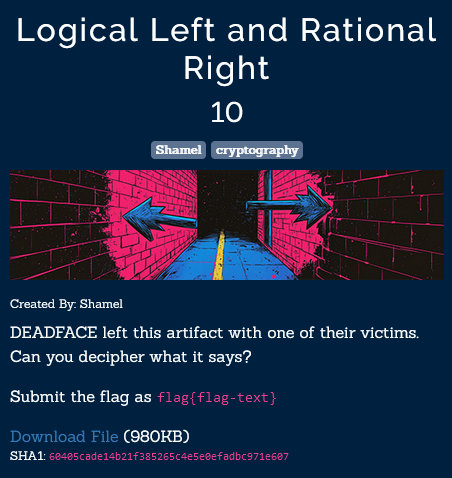 Logical Left and Rational
Right
10
Shamel cryptography
Created By: Shamel
DEADFACE left this artifact with one of their victims.
Can you decipher what it says?
Submit the flag as flag{flag-text}
Download File (980KB)
SHA1: 60405cade14b21f385265c4e5e0efadbc971e607